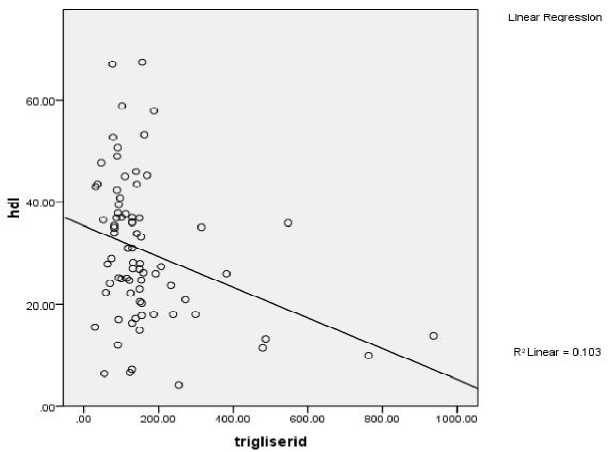 Linear Regression
60.00
40.00
hdl
20.00
.00
.00 200.00 400.00 600.00 800.00 1000.00
trigliserid
R² Linear = 0.103